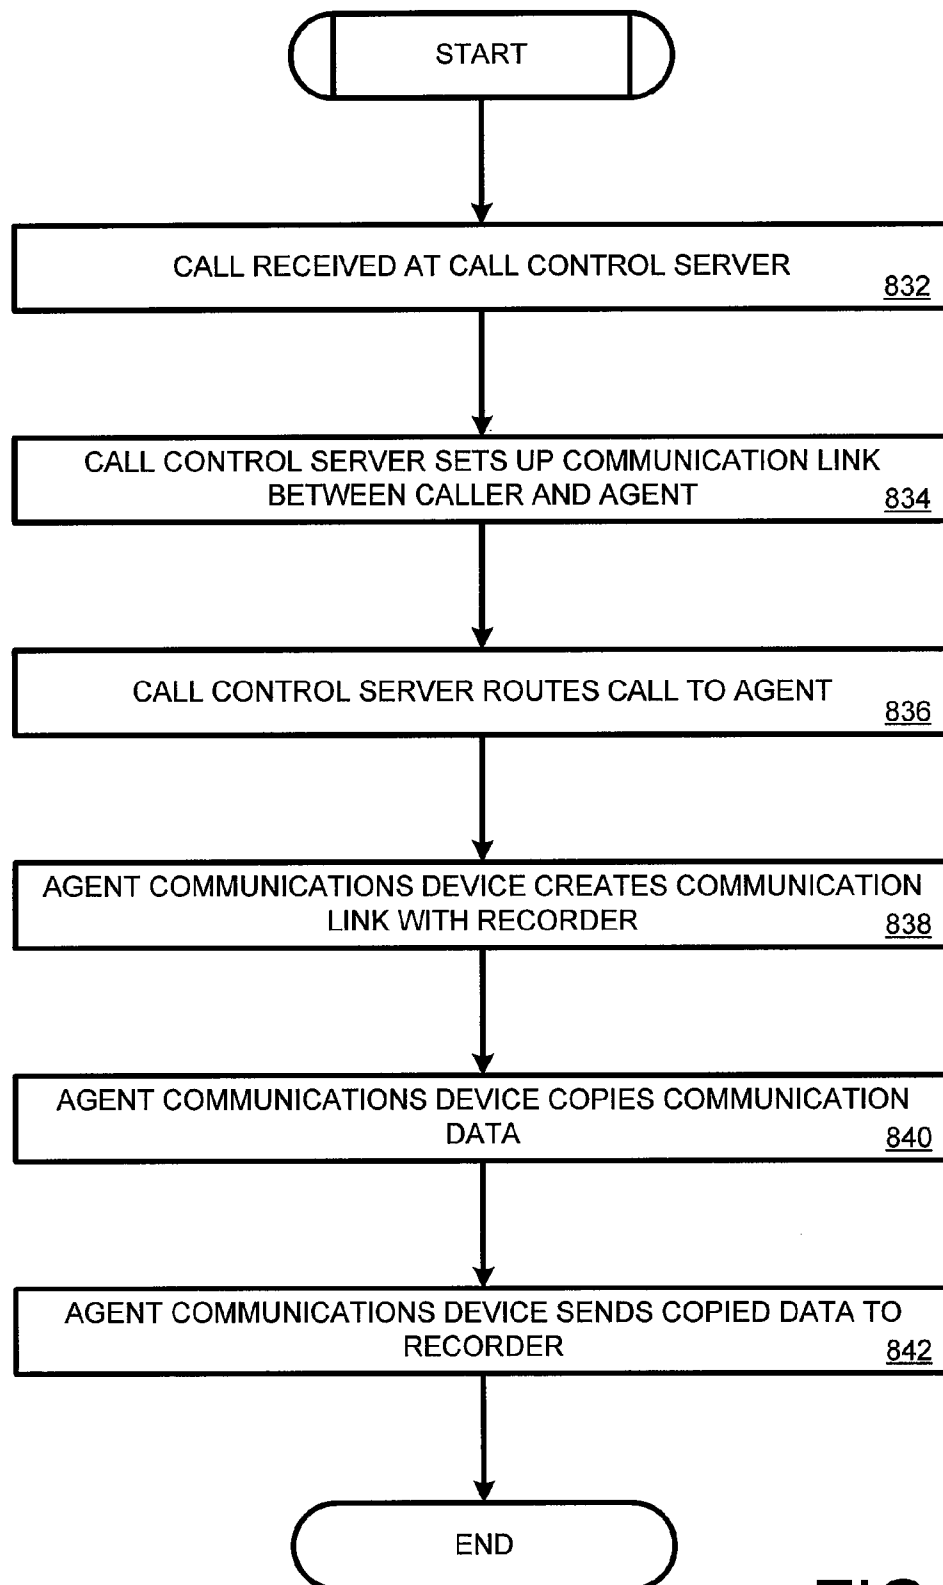 START
CALL RECEIVED AT CALL CONTROL SERVER
832
CALL CONTROL SERVER SETS UP COMMUNICATION LINK
BETWEEN CALLER AND AGENT
834
CALL CONTROL SERVER ROUTES CALL TO AGENT
836
AGENT COMMUNICATIONS DEVICE CREATES COMMUNICATION
LINK WITH RECORDER
838
AGENT COMMUNICATIONS DEVICE COPIES COMMUNICATION
DATA
840
AGENT COMMUNICATIONS DEVICE SENDS COPIED DATA TO
RECORDER
842
END